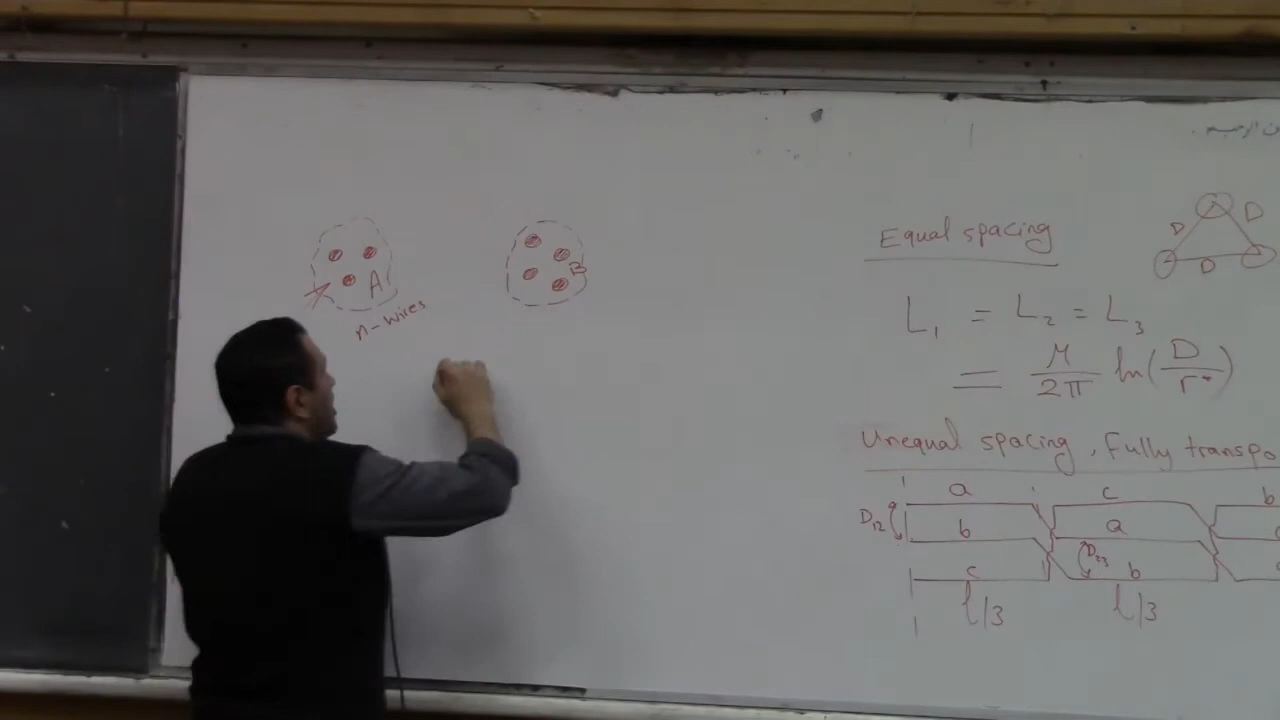 A
n-wires
B
Equal spacing
D D
D
L₁ = L₂ = L₃
= μ/2π ln(D/r*)
Unequal spacing, Fully transpo
a c b
D₁₂ b a
D₂₃
c b
l/3 l/3